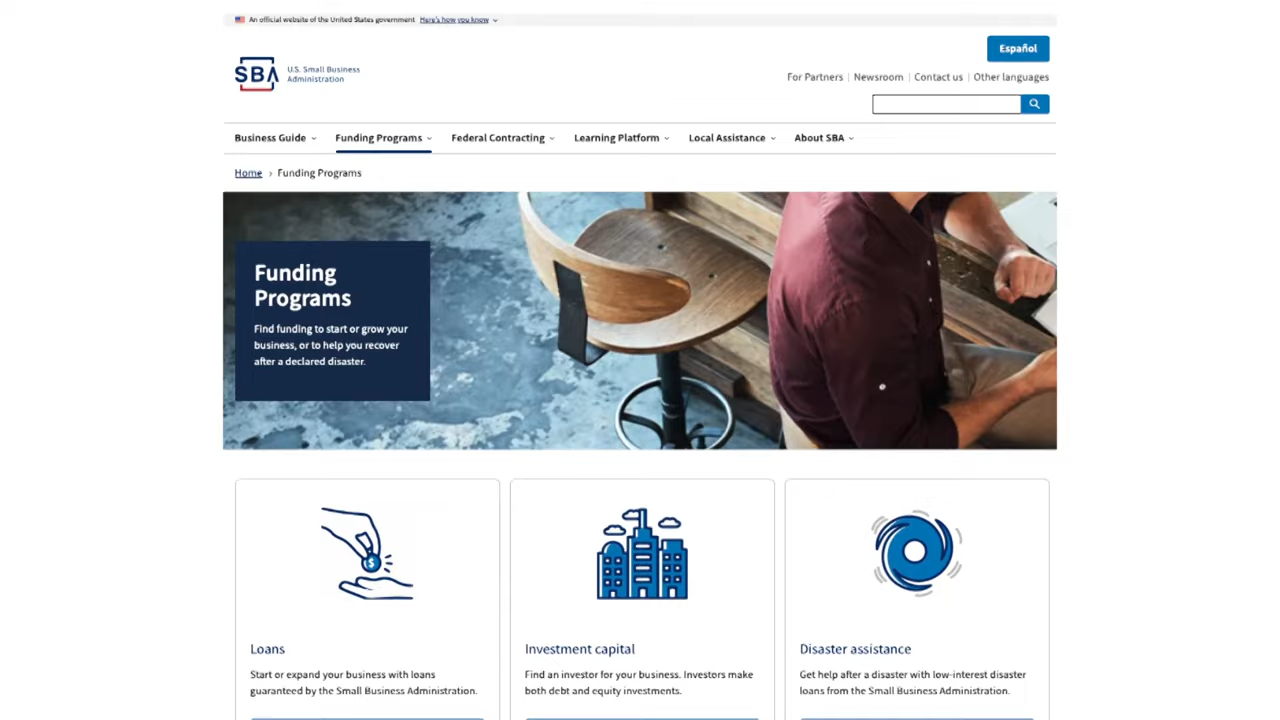 An official website of the United States government Here's how you know
Español
SBA U.S. Small Business
Administration
For Partners Newsroom Contact us Other languages
Business Guide Funding Programs Federal Contracting Learning Platform Local Assistance About SBA
Home › Funding Programs
Funding
Programs
Find funding to start or grow your
business, or to help you recover
after a declared disaster.
$
Loans
Start or expand your business with loans
guaranteed by the Small Business Administration.
Investment capital
Find an investor for your business. Investors make
both debt and equity investments.
Disaster assistance
Get help after a disaster with low-interest disaster
loans from the Small Business Administration.